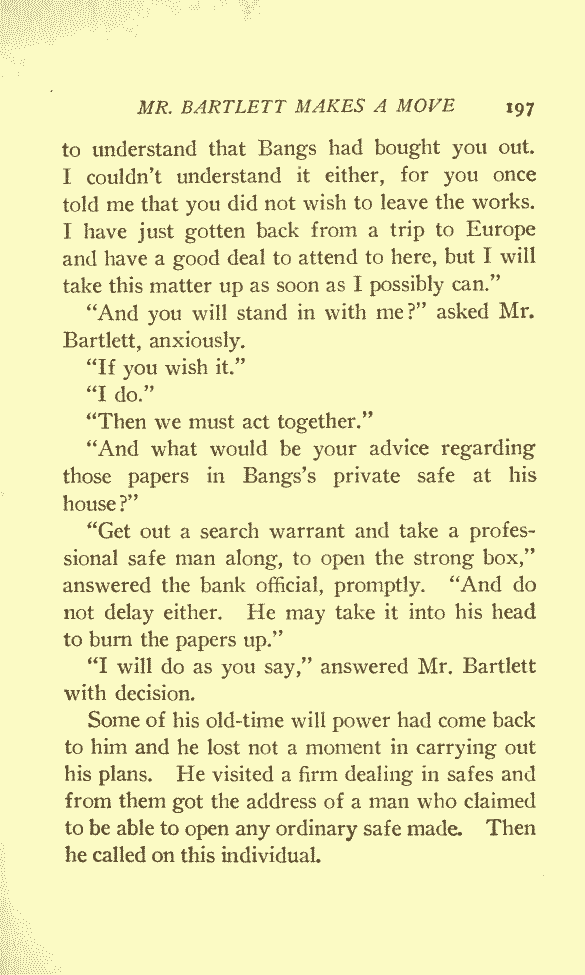 MR. BARTLETT MAKES A MOVE 197
to understand that Bangs had bought you out.
I couldn't understand it either, for you once
told me that you did not wish to leave the works.
I have just gotten back from a trip to Europe
and have a good deal to attend to here, but I will
take this matter up as soon as I possibly can."
"And you will stand in with me?" asked Mr.
Bartlett, anxiously.
"If you wish it."
"I do."
"Then we must act together."
"And what would be your advice regarding
those papers in Bangs's private safe at his
house?"
"Get out a search warrant and take a profes-
sional safe man along, to open the strong box,"
answered the bank official, promptly. "And do
not delay either. He may take it into his head
to burn the papers up."
"I will do as you say," answered Mr. Bartlett
with decision.
Some of his old-time will power had come back
to him and he lost not a moment in carrying out
his plans. He visited a firm dealing in safes and
from them got the address of a man who claimed
to be able to open any ordinary safe made. Then
he called on this individual.